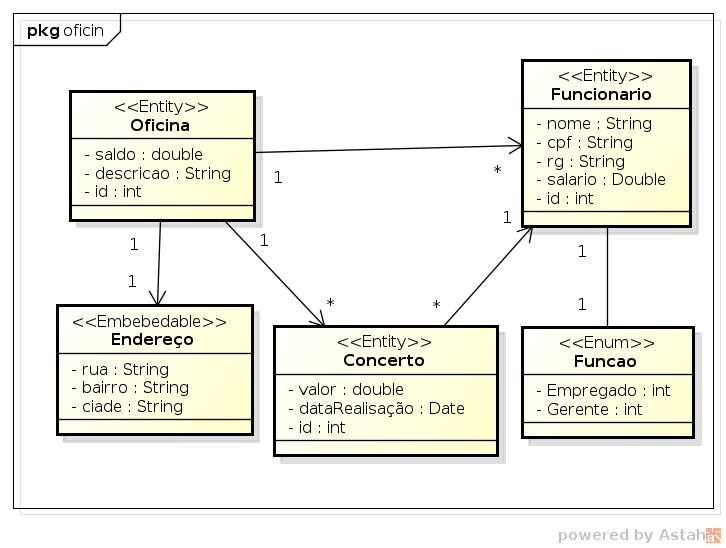 pkg oficin
<<Entity>>
Oficina
- saldo : double
- descricao : String
- id : int
<<Entity>>
Funcionario
- nome : String
- cpf : String
- rg : String
- salario : Double
- id : int
1
*
1
1
1
*
*
1
1
1
<<Embebedable>>
Endereço
- rua : String
- bairro : String
- ciade : String
<<Entity>>
Concerto
- valor : double
- dataRealisação : Date
- id : int
<<Enum>>
Funcao
- Empregado : int
- Gerente : int
powered by Astah